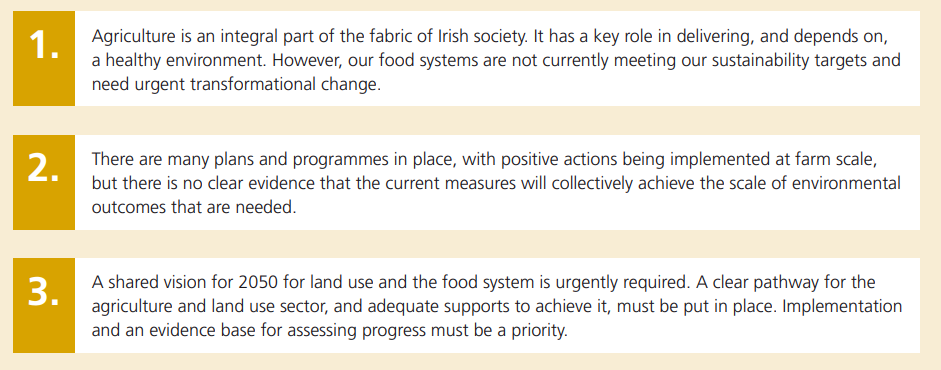 1.
Agriculture is an integral part of the fabric of Irish society. It has a key role in delivering, and depends on,
a healthy environment. However, our food systems are not currently meeting our sustainability targets and
need urgent transformational change.
2.
There are many plans and programmes in place, with positive actions being implemented at farm scale,
but there is no clear evidence that the current measures will collectively achieve the scale of environmental
outcomes that are needed.
3.
A shared vision for 2050 for land use and the food system is urgently required. A clear pathway for the
agriculture and land use sector, and adequate supports to achieve it, must be put in place. Implementation
and an evidence base for assessing progress must be a priority.